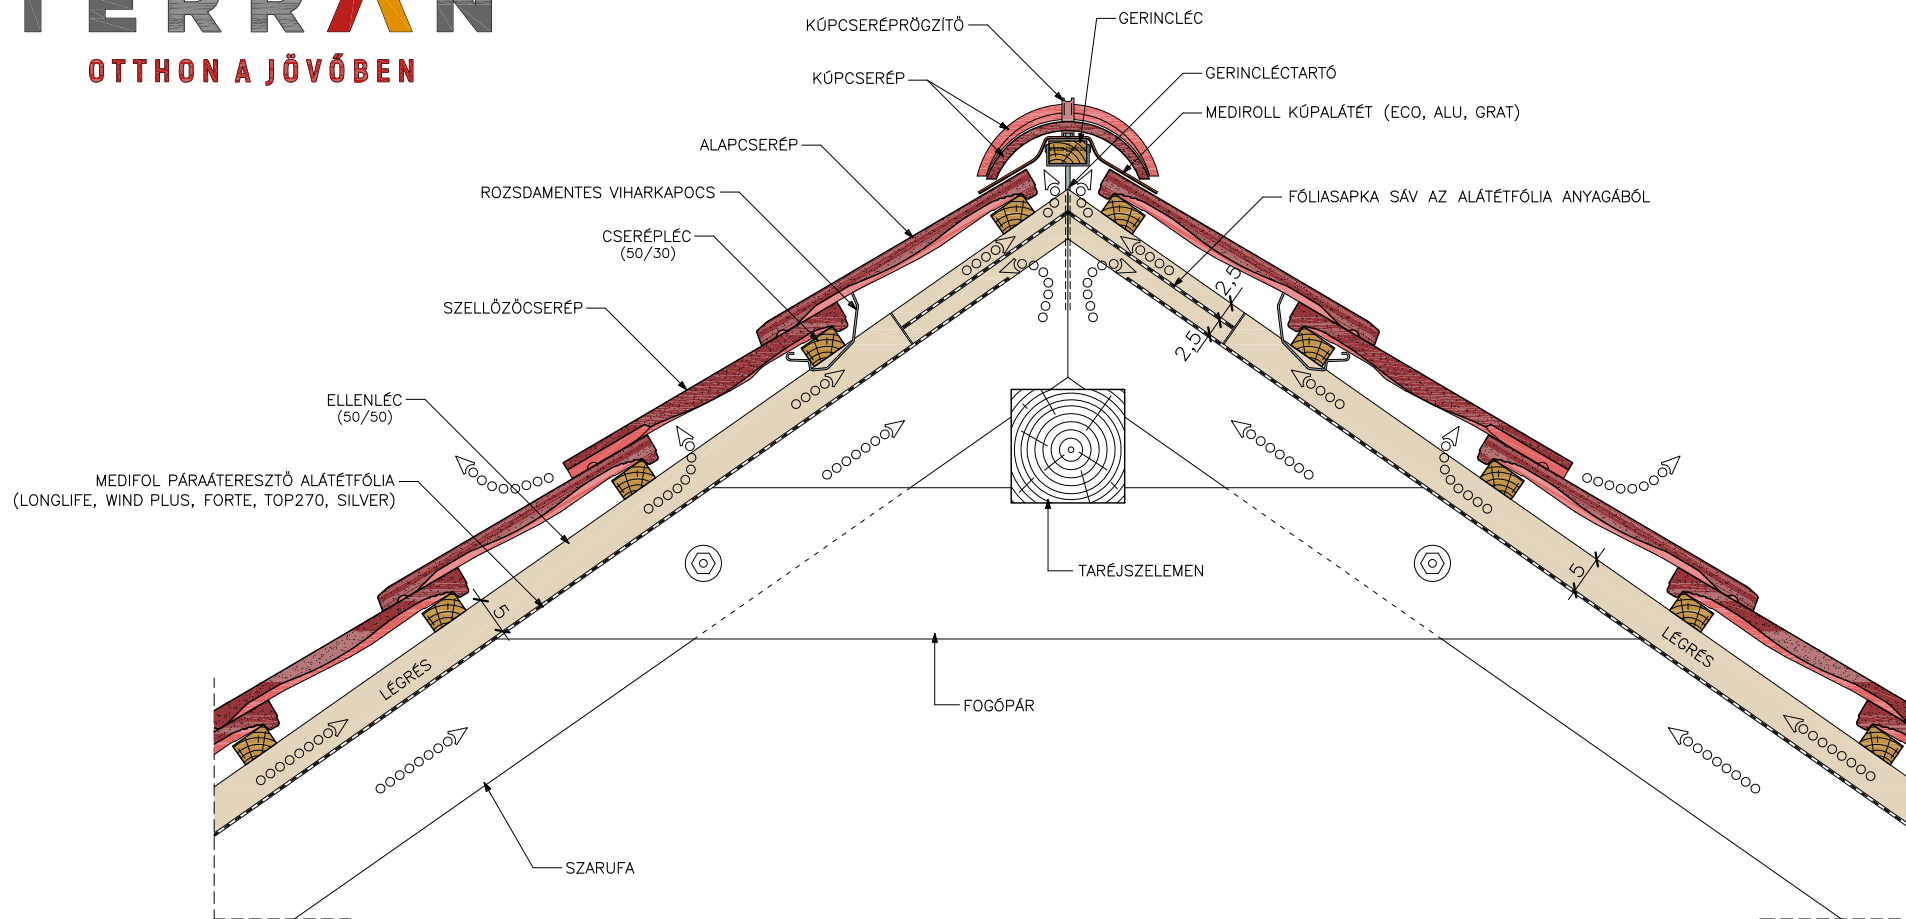 TERRÁN
OTTHON A JÖVŐBEN
KÚPCSERÉPRÖGZÍTŐ
GERINCLÉC
KÚPCSERÉP
GERINCLÉCTARTÓ
MEDIROLL KÚPALÁTÉT (ECO, ALU, GRAT)
ALAPCSERÉP
ROZSDAMENTES VIHARKAPOCS
FÓLIASAPKA SÁV AZ ALÁTÉTFÓLIA ANYAGÁBÓL
CSERÉPLÉC
(50/30)
2,5
SZELLŐZŐCSERÉP
2,5
ELLENLÉC
(50/50)
MEDIFOL PÁRAÁTERESZTŐ ALÁTÉTFÓLIA
(LONGLIFE, WIND PLUS, FORTE, TOP270, SILVER)
TARÉJSZELEMEN
5
5
LÉGRÉS
LÉGRÉS
FOGÓPÁR
SZARUFA